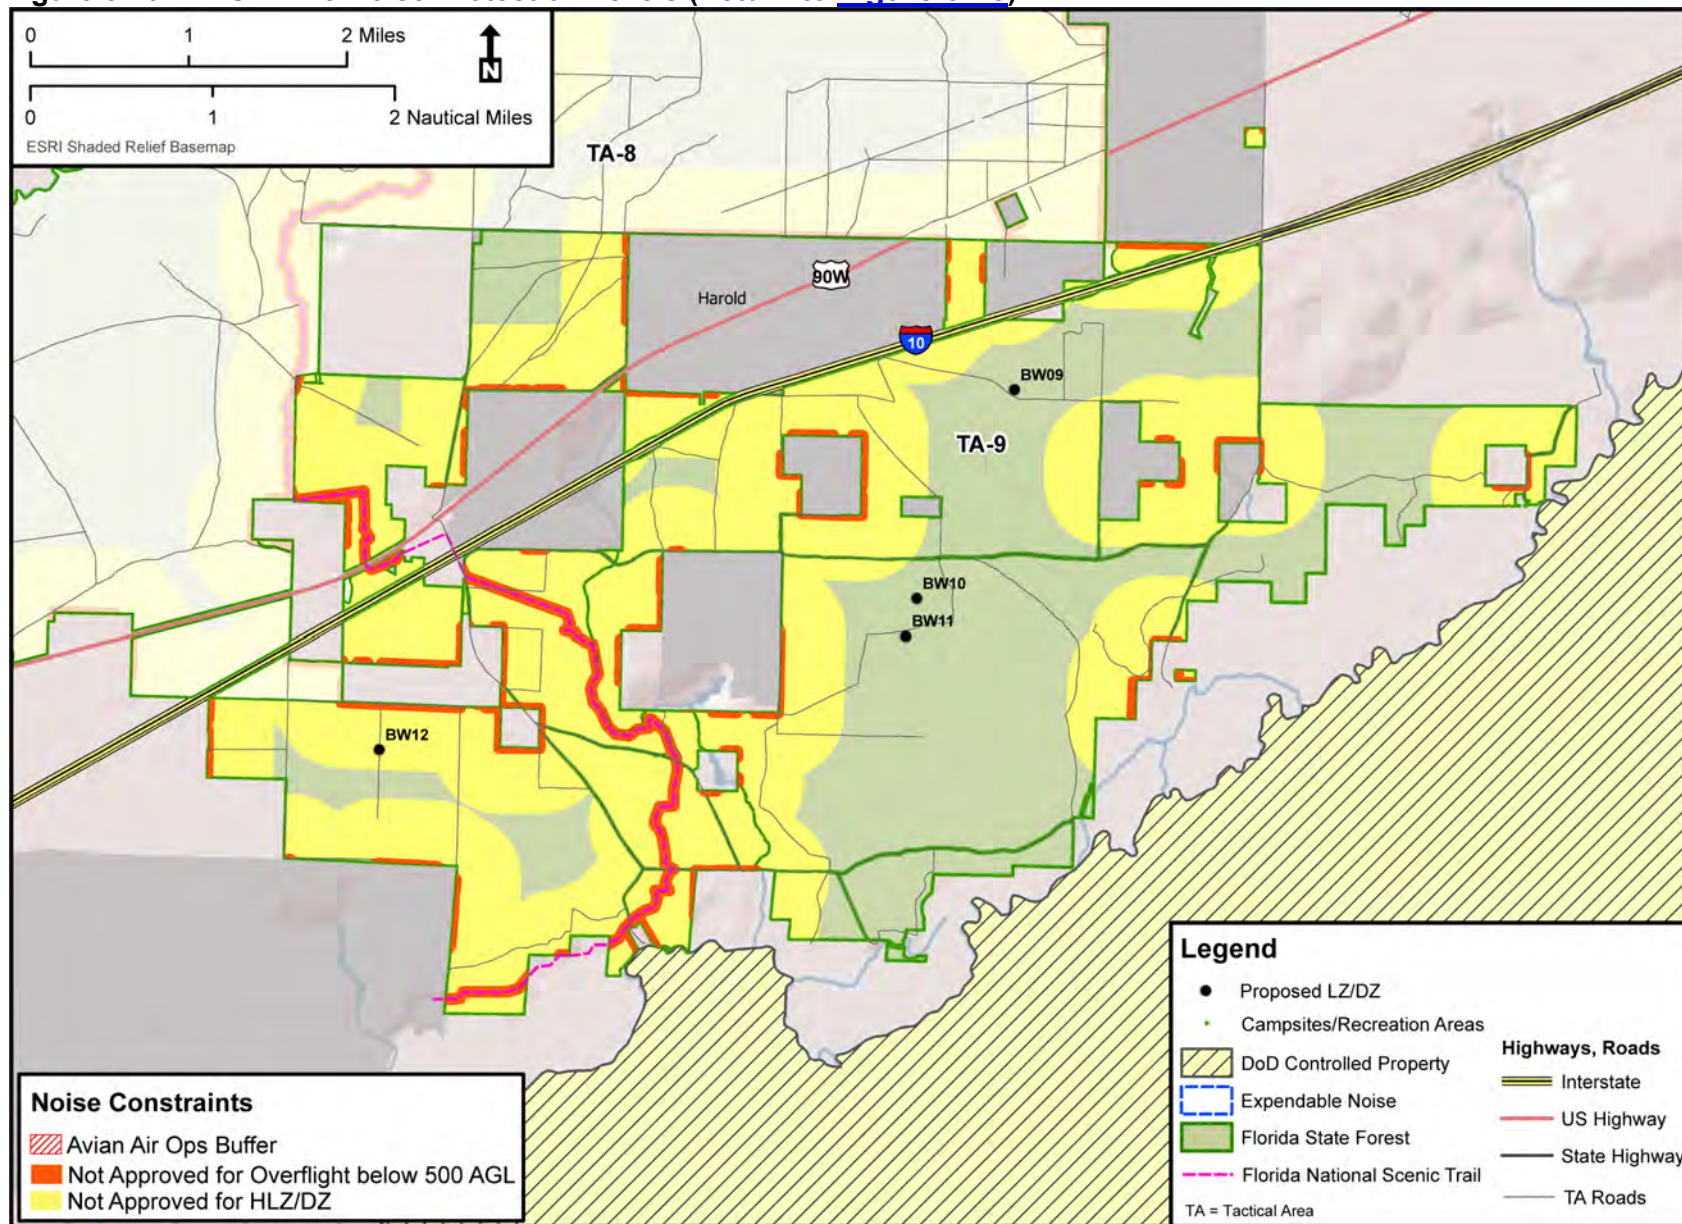 0 1 2 Miles
N
0 1 2 Nautical Miles
ESRI Shaded Relief Basemap
TA-8
90W
Harold
10
BW09
TA-9
BW10
BW11
BW12
Noise Constraints
Avian Air Ops Buffer
Not Approved for Overflight below 500 AGL
Not Approved for HLZ/DZ
Legend
Proposed LZ/DZ
Campsites/Recreation Areas
DoD Controlled Property
Expendable Noise
Florida State Forest
Florida National Scenic Trail
TA = Tactical Area
Highways, Roads
Interstate
US Highway
State Highway
TA Roads